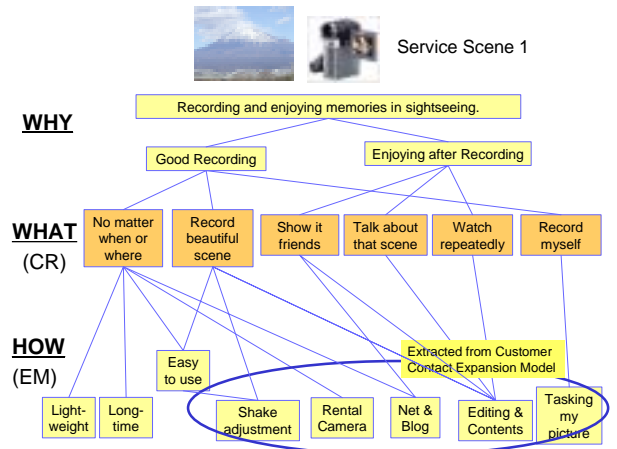 Service Scene 1
WHY
Recording and enjoying memories in sightseeing.
Good Recording
Enjoying after Recording
WHAT
(CR)
No matter
when or
where
Record
beautiful
scene
Show it
friends
Talk about
that scene
Watch
repeatedly
Record
myself
HOW
(EM)
Easy
to use
Extracted from Customer
Contact Expansion Model
Light-
weight
Long-
time
Shake
adjustment
Rental
Camera
Net &
Blog
Editing &
Contents
Tasking
my
picture